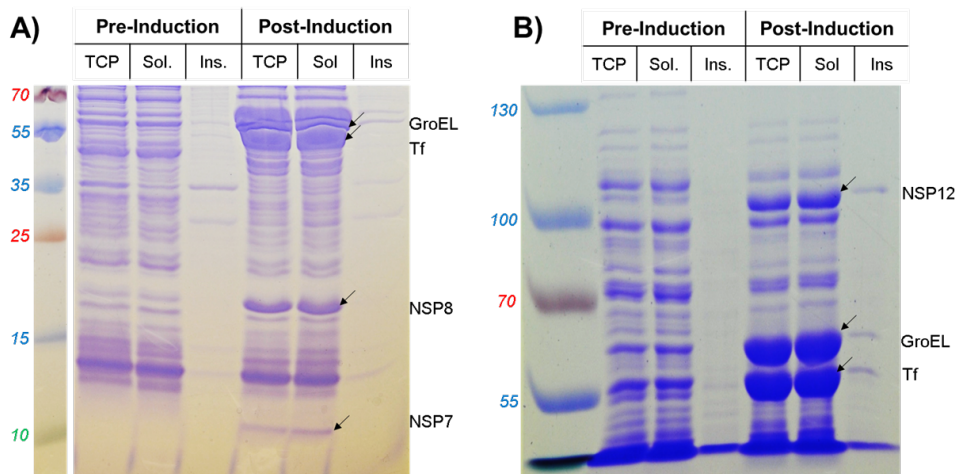 A)
Pre-Induction Post-Induction
TCP Sol. Ins. TCP Sol Ins
70
55
35
25
15
10
GroEL
Tf
NSP8
NSP7
B)
Pre-Induction Post-Induction
TCP Sol. Ins. TCP Sol Ins
130
100
70
55
NSP12
GroEL
Tf